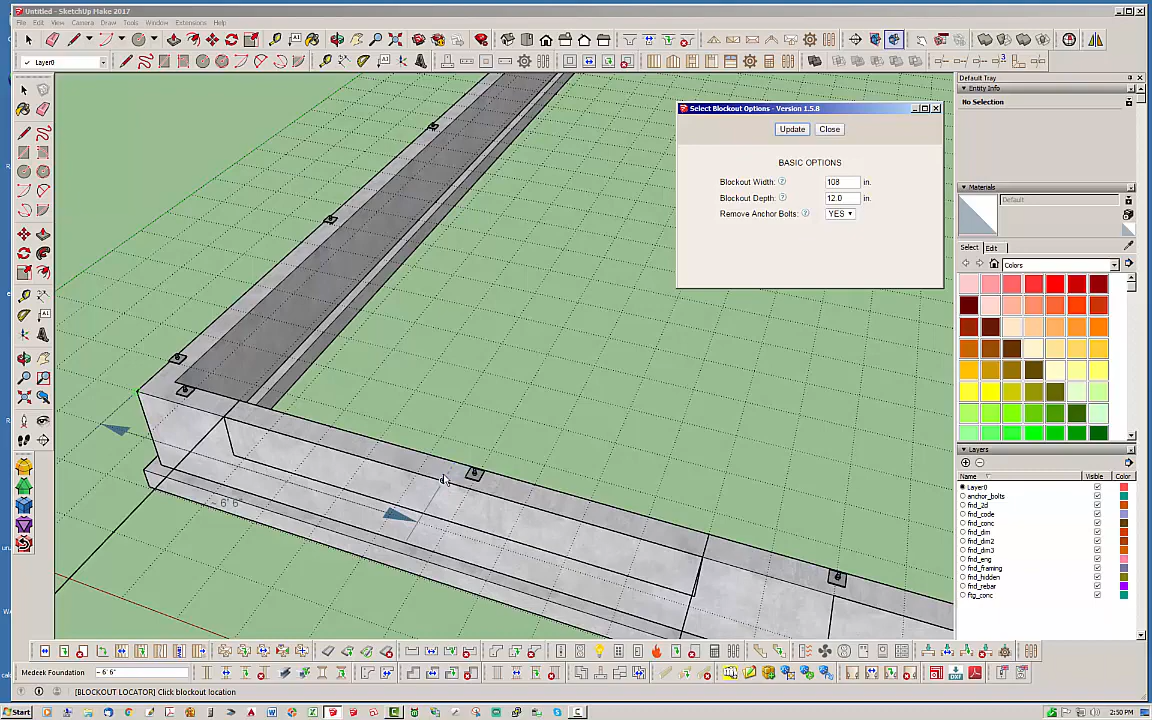 Untitled - SketchUp Make 2017
File Edit View Camera Draw Tools Window Extensions Help
Layer0
Default Tray
Entity Info
No Selection
Select Blockout Options - Version 1.5.8
Update Close
BASIC OPTIONS
Blockout Width: 108 in.
Blockout Depth: 12.0 in.
Remove Anchor Bolts: YES
Materials
Default
Select Edit
Colors
~ 6' 6"
Layers
Name Visible Color
Layer0
anchor_bolts
fnd_2d
fnd_code
fnd_conc
fnd_dim
fnd_dim2
fnd_dim3
fnd_eng
fnd_framing
fnd_hidden
fnd_rebar
ftg_conc
Medeek Foundation ~ 6' 6"
[BLOCKOUT LOCATOR] Click blockout location
Start
2:50 PM